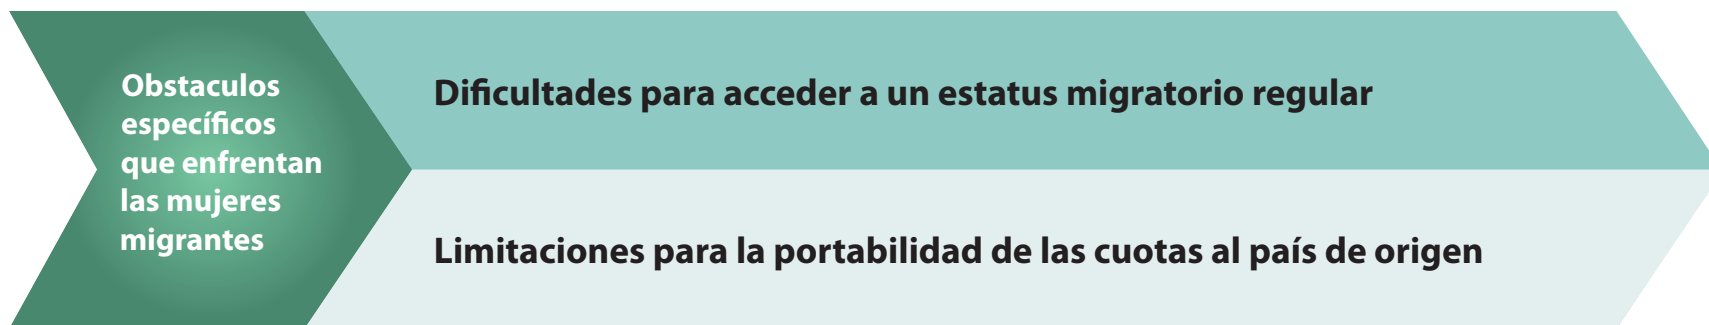 Obstaculos
específicos
que enfrentan
las mujeres
migrantes
Dificultades para acceder a un estatus migratorio regular
Limitaciones para la portabilidad de las cuotas al país de origen